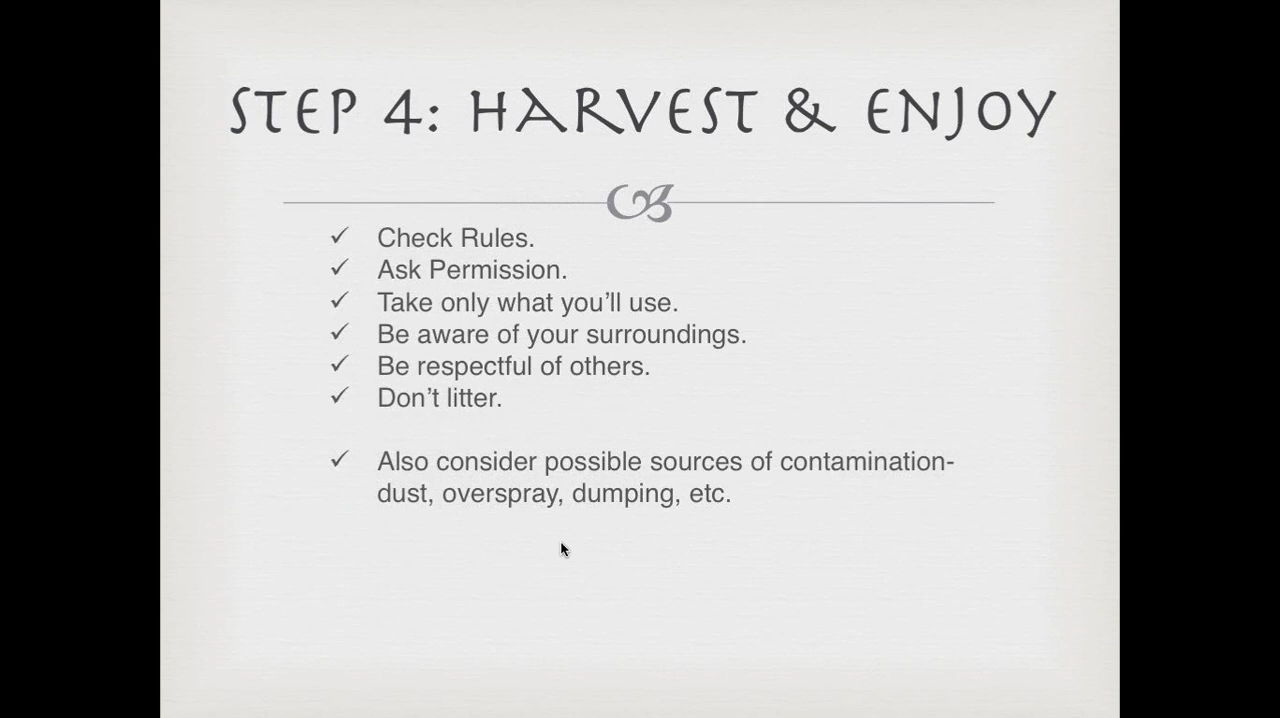 STEP 4: HARVEST & ENJOY
✓ Check Rules.
✓ Ask Permission.
✓ Take only what you’ll use.
✓ Be aware of your surroundings.
✓ Be respectful of others.
✓ Don’t litter.
✓ Also consider possible sources of contamination-
dust, overspray, dumping, etc.